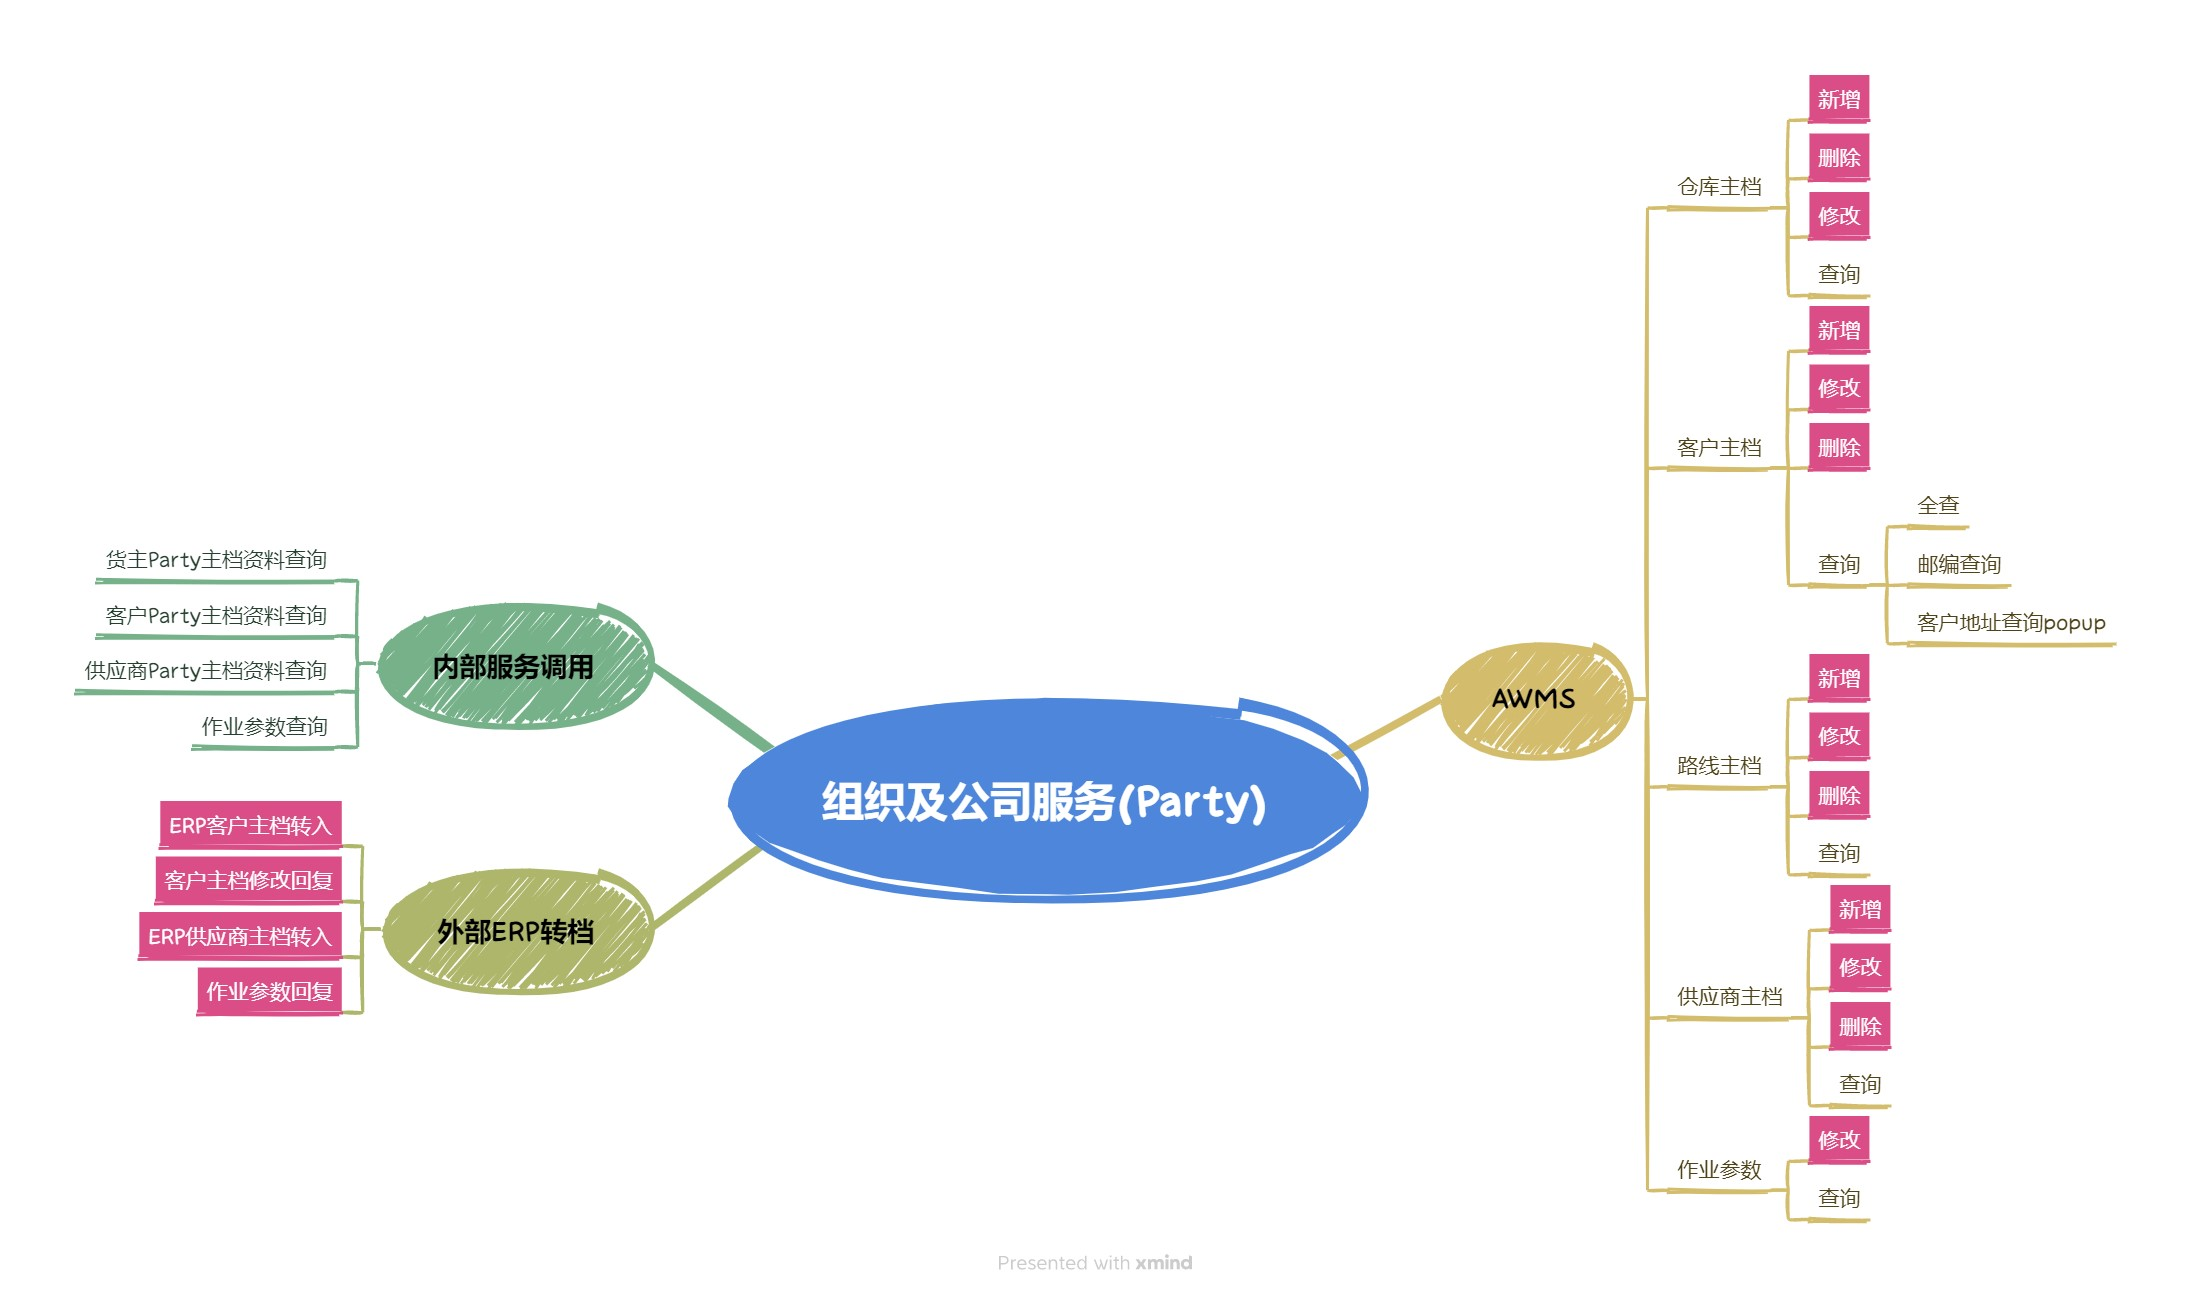 组织及公司服务(Party)
AWMS
仓库主档
新增
删除
修改
查询
客户主档
新增
修改
删除
查询
全查
邮编查询
客户地址查询popup
路线主档
新增
修改
删除
查询
供应商主档
新增
修改
删除
查询
作业参数
修改
查询
内部服务调用
货主Party主档资料查询
客户Party主档资料查询
供应商Party主档资料查询
作业参数查询
外部ERP转档
ERP客户主档转入
客户主档修改回复
ERP供应商主档转入
作业参数回复
Presented with xmind